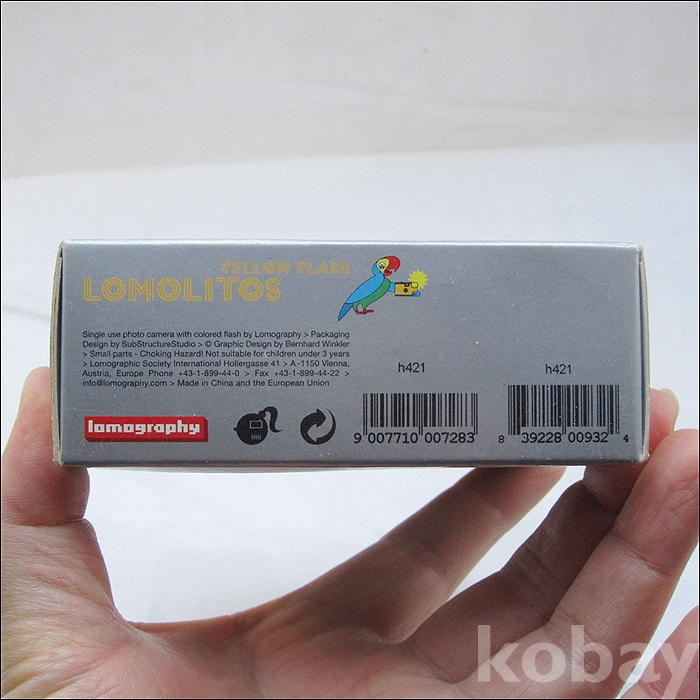 YELLOW FLASH
LOMOLITOS
Single use photo camera with colored flash by Lomography > Packaging
Design by SubStructureStudio > © Graphic Design by Bernhard Winkler
> Small parts - Choking Hazard! Not suitable for children under 3 years
> Lomographic Society International Hollergasse 41 > A -1150 Vienna,
Austria, Europe Phone +43-1-899-44-0 > Fax +43-1-899-44-22 >
info@lomography.com > Made in China and the European Union
lomography
h421
9 007710 007283
h421
8 39228 00932 4
kobay